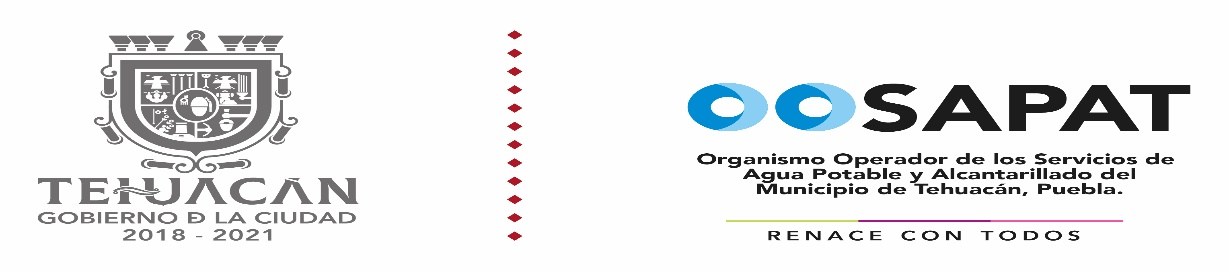 TEHUACÁN
GOBIERNO Đ LA CIUDAD
2018 - 2021
OOSAPAT
Organismo Operador de los Servicios de
Agua Potable y Alcantarillado del
Municipio de Tehuacán, Puebla.
RENACE CON TODOS